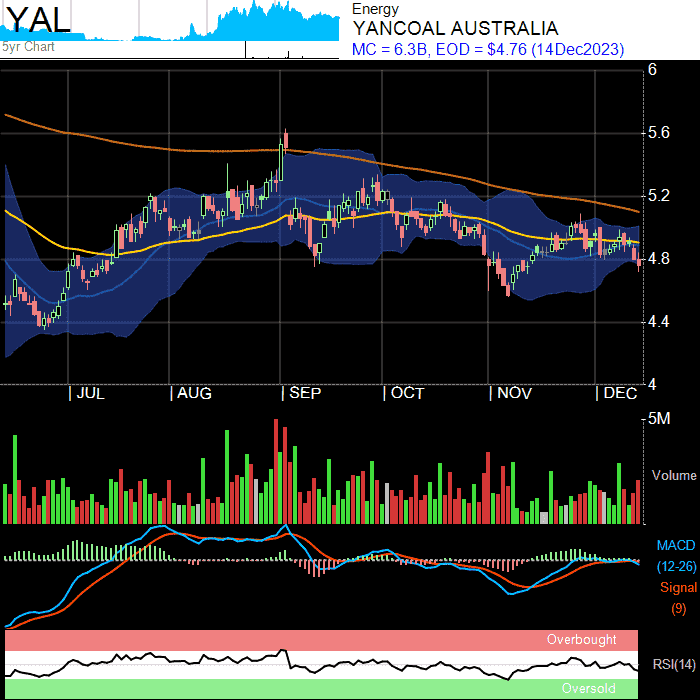 YAL
5yr Chart
Energy
YANCOAL AUSTRALIA
MC = 6.3B, EOD = $4.76 (14Dec2023)
6
5.6
5.2
4.8
4.4
4
JUL AUG SEP OCT NOV DEC
5M
Volume
MACD
(12-26)
Signal
(9)
Overbought
RSI(14)
Oversold